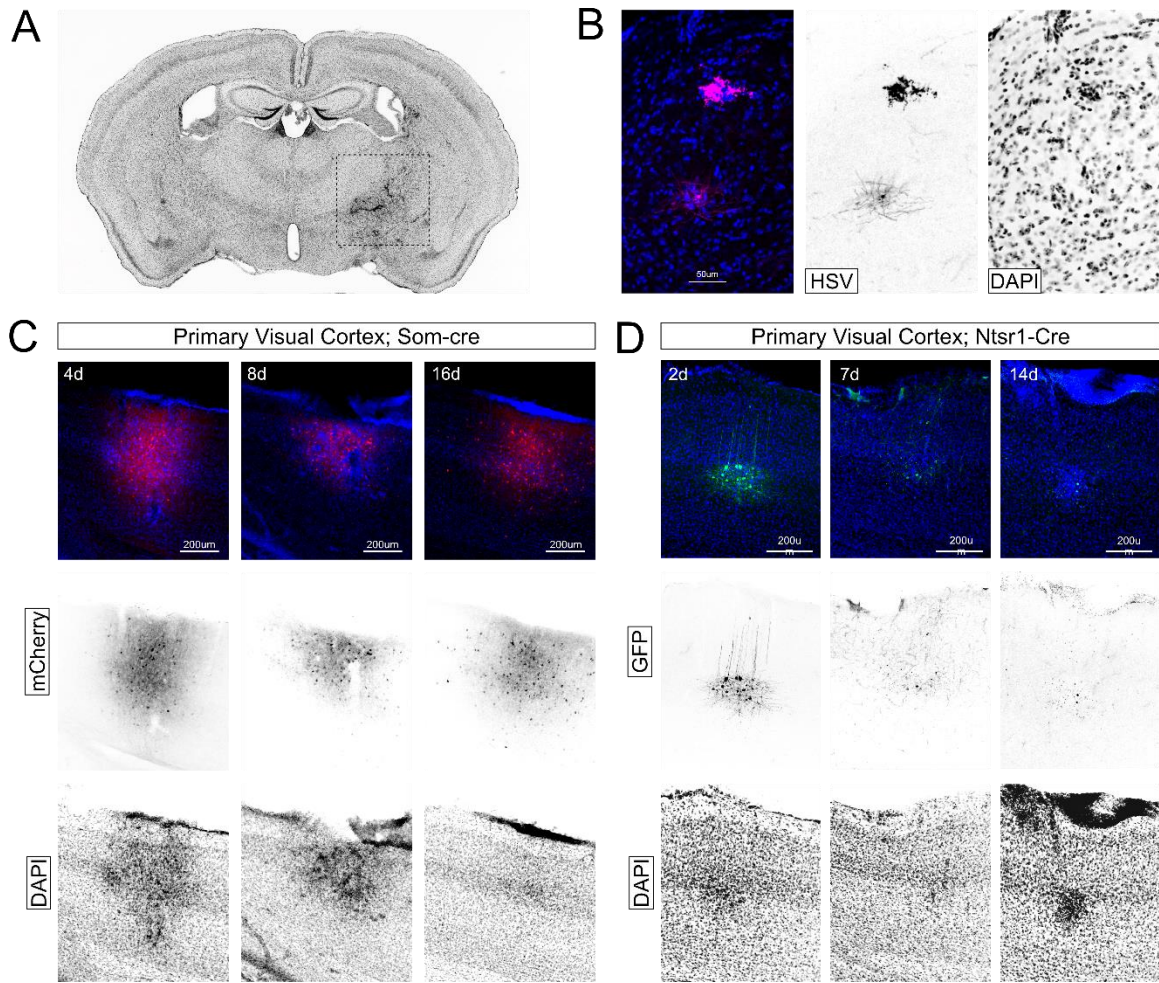 A
B
50um
HSV
DAPI
C
Primary Visual Cortex; Som-cre
4d
8d
16d
200um
200um
200um
mCherry
DAPI
D
Primary Visual Cortex; Ntsr1-Cre
2d
7d
14d
200u
m
200u
m
200u
m
GFP
DAPI